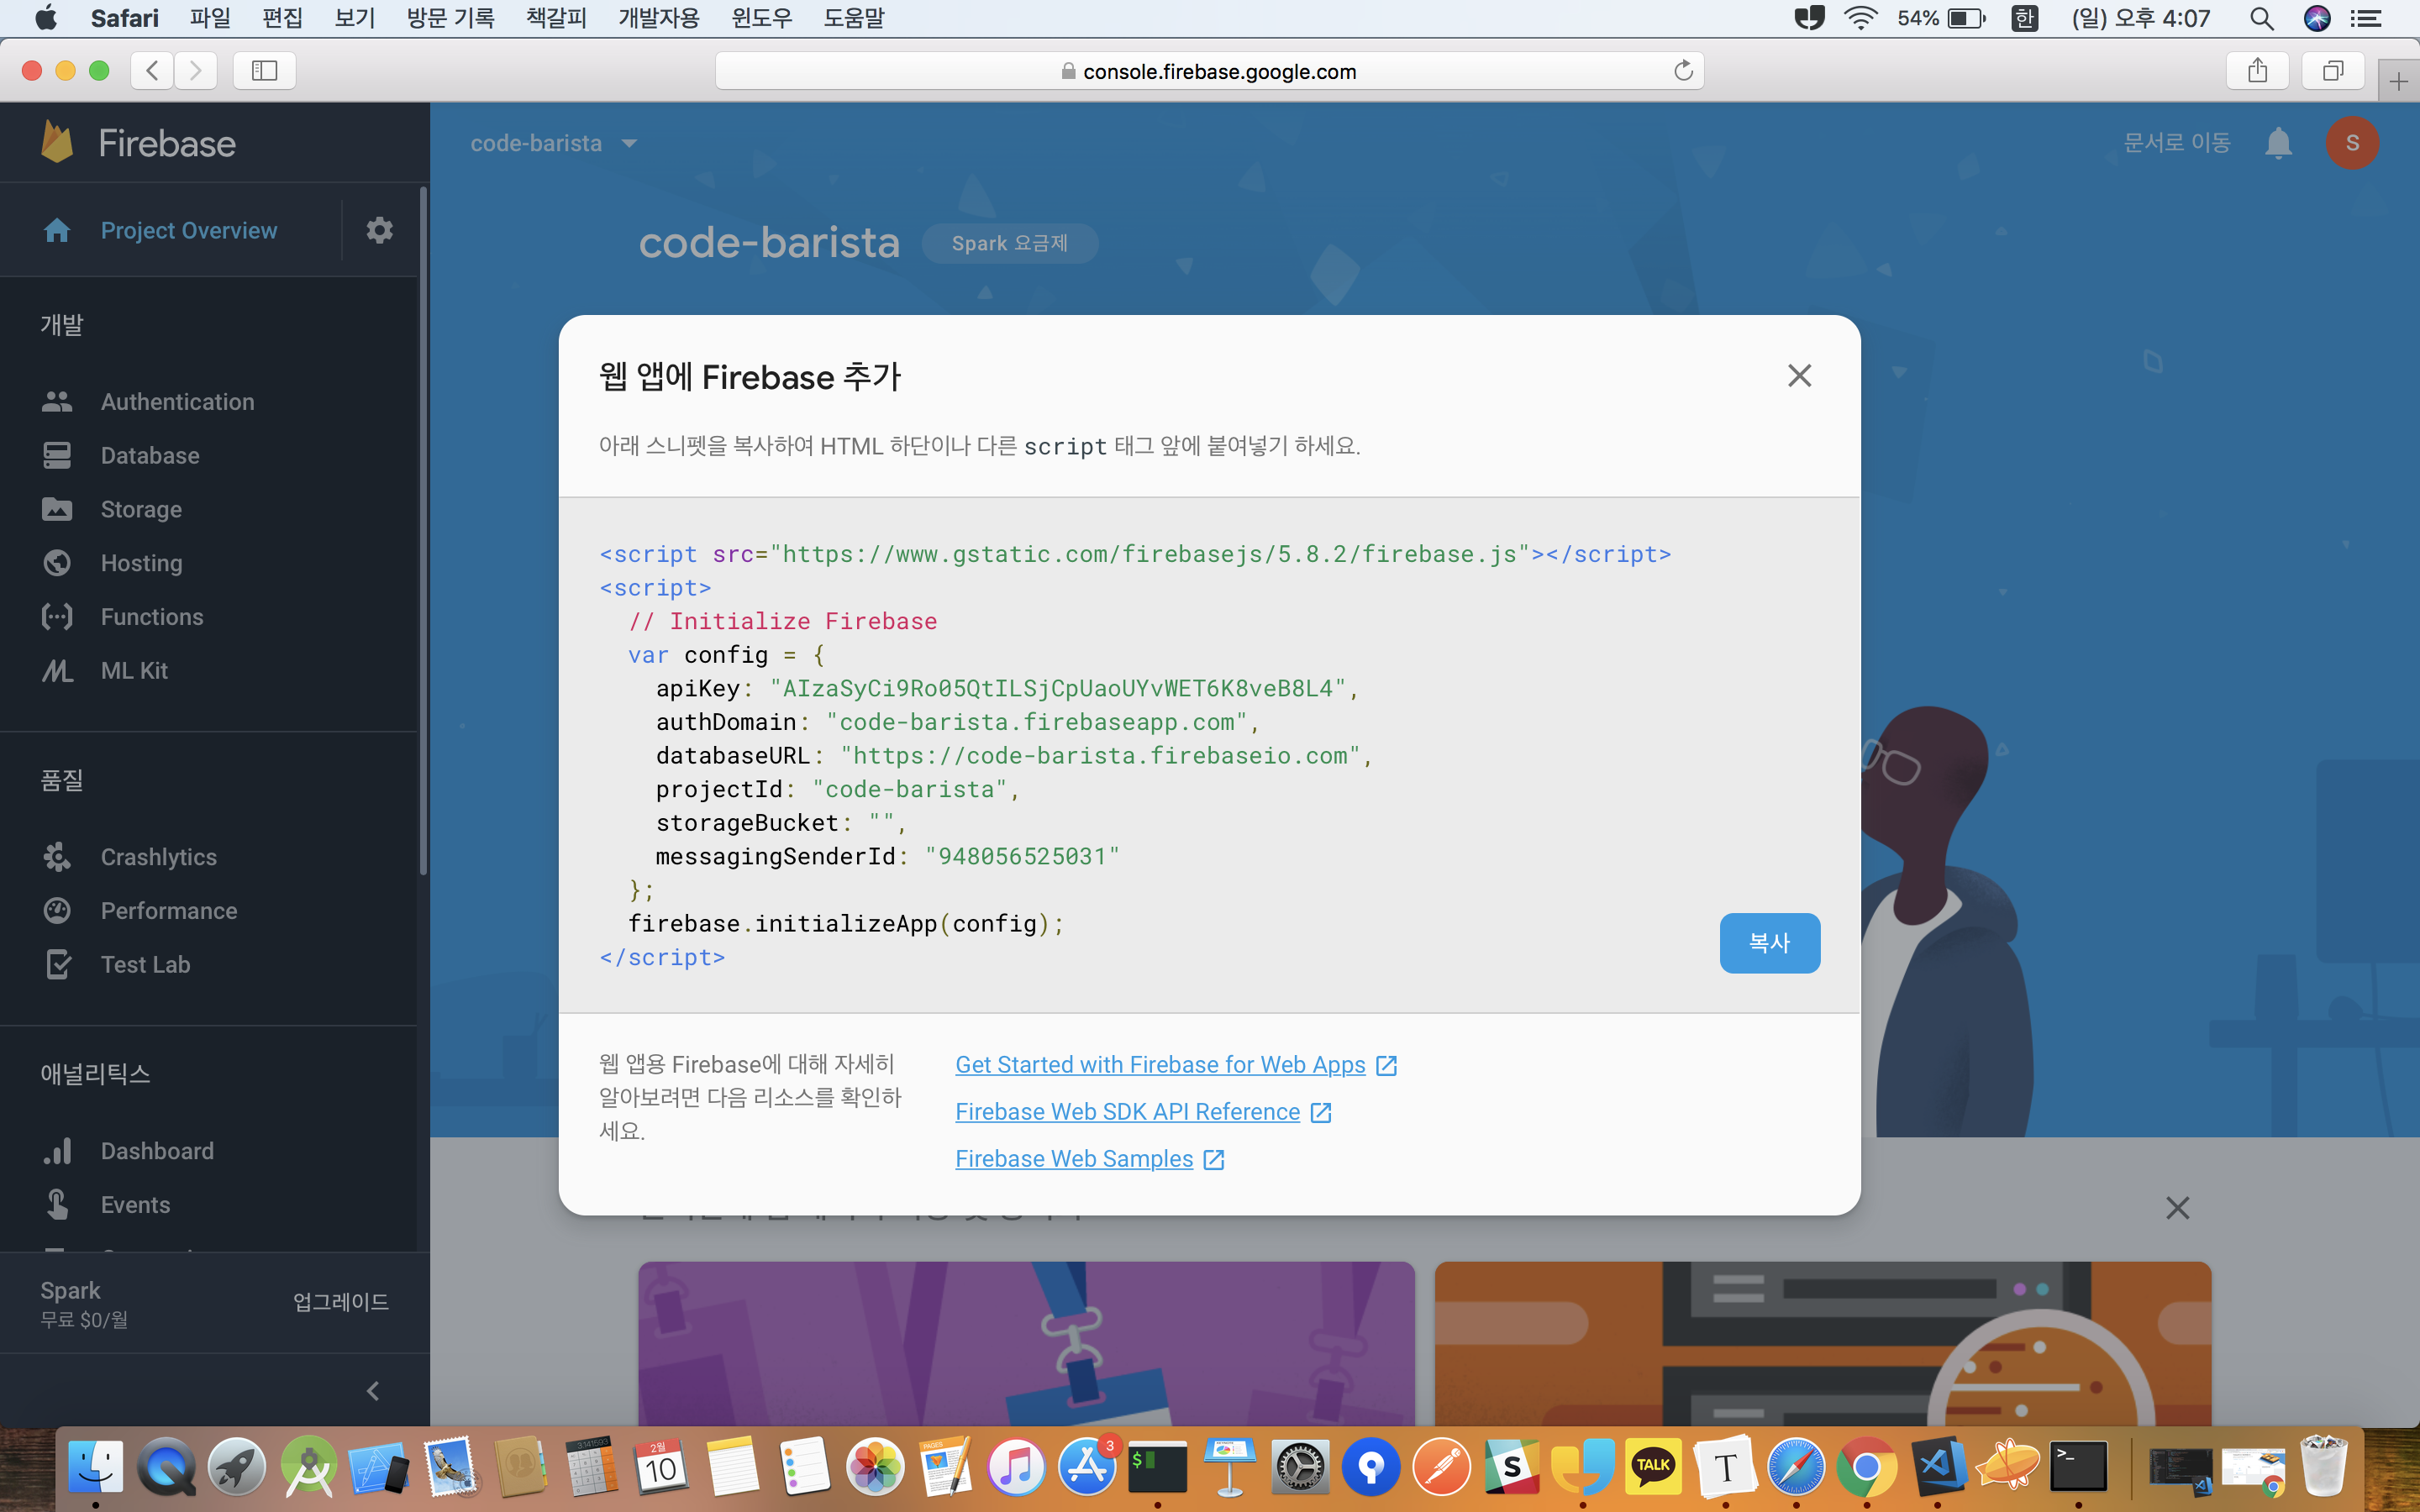 Safari 파일 편집 보기 방문 기록 책갈피 개발자용 윈도우 도움말 54% 한 (일) 오후 4:07
console.firebase.google.com
Firebase
code-barista
문서로 이동
S
Project Overview
code-barista Spark 요금제
개발
Authentication
Database
Storage
Hosting
Functions
ML Kit
품질
Crashlytics
Performance
Test Lab
애널리틱스
Dashboard
Events
Spark
무료 $0/월
업그레이드
웹 앱에 Firebase 추가
아래 스니펫을 복사하여 HTML 하단이나 다른 script 태그 앞에 붙여넣기 하세요.
<script src="https://www.gstatic.com/firebasejs/5.8.2/firebase.js"></script>
<script>
// Initialize Firebase
var config = {
apiKey: "AIzaSyCi9Ro05QtILSjCpUaoUYvWET6K8veB8L4",
authDomain: "code-barista.firebaseapp.com",
databaseURL: "https://code-barista.firebaseio.com",
projectId: "code-barista",
storageBucket: "",
messagingSenderId: "948056525031"
};
firebase.initializeApp(config);
</script>
복사
웹 앱용 Firebase에 대해 자세히
알아보려면 다음 리소스를 확인하
세요.
Get Started with Firebase for Web Apps
Firebase Web SDK API Reference
Firebase Web Samples
2월
10
PAGES
3
$
S
TALK
T
>_